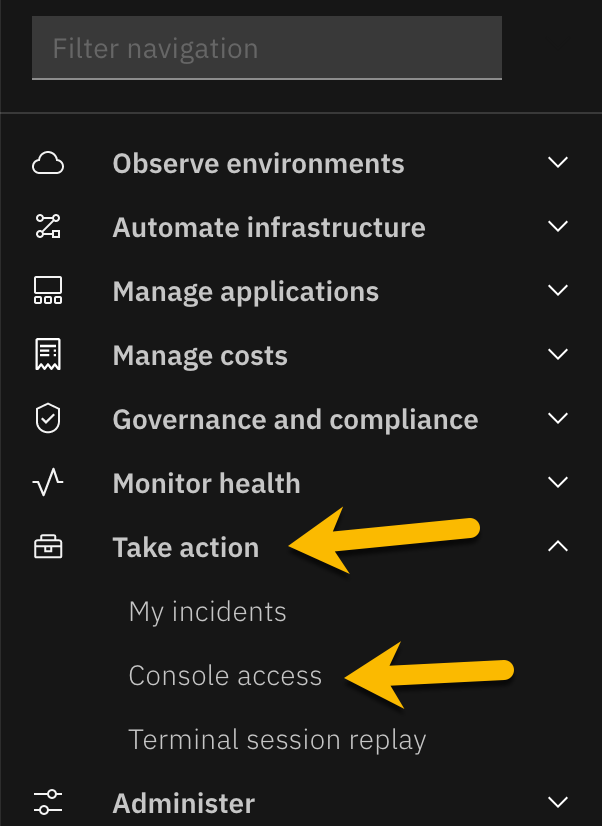 Filter navigation
Observe environments
Automate infrastructure
Manage applications
Manage costs
Governance and compliance
Monitor health
Take action
My incidents
Console access
Terminal session replay
Administer